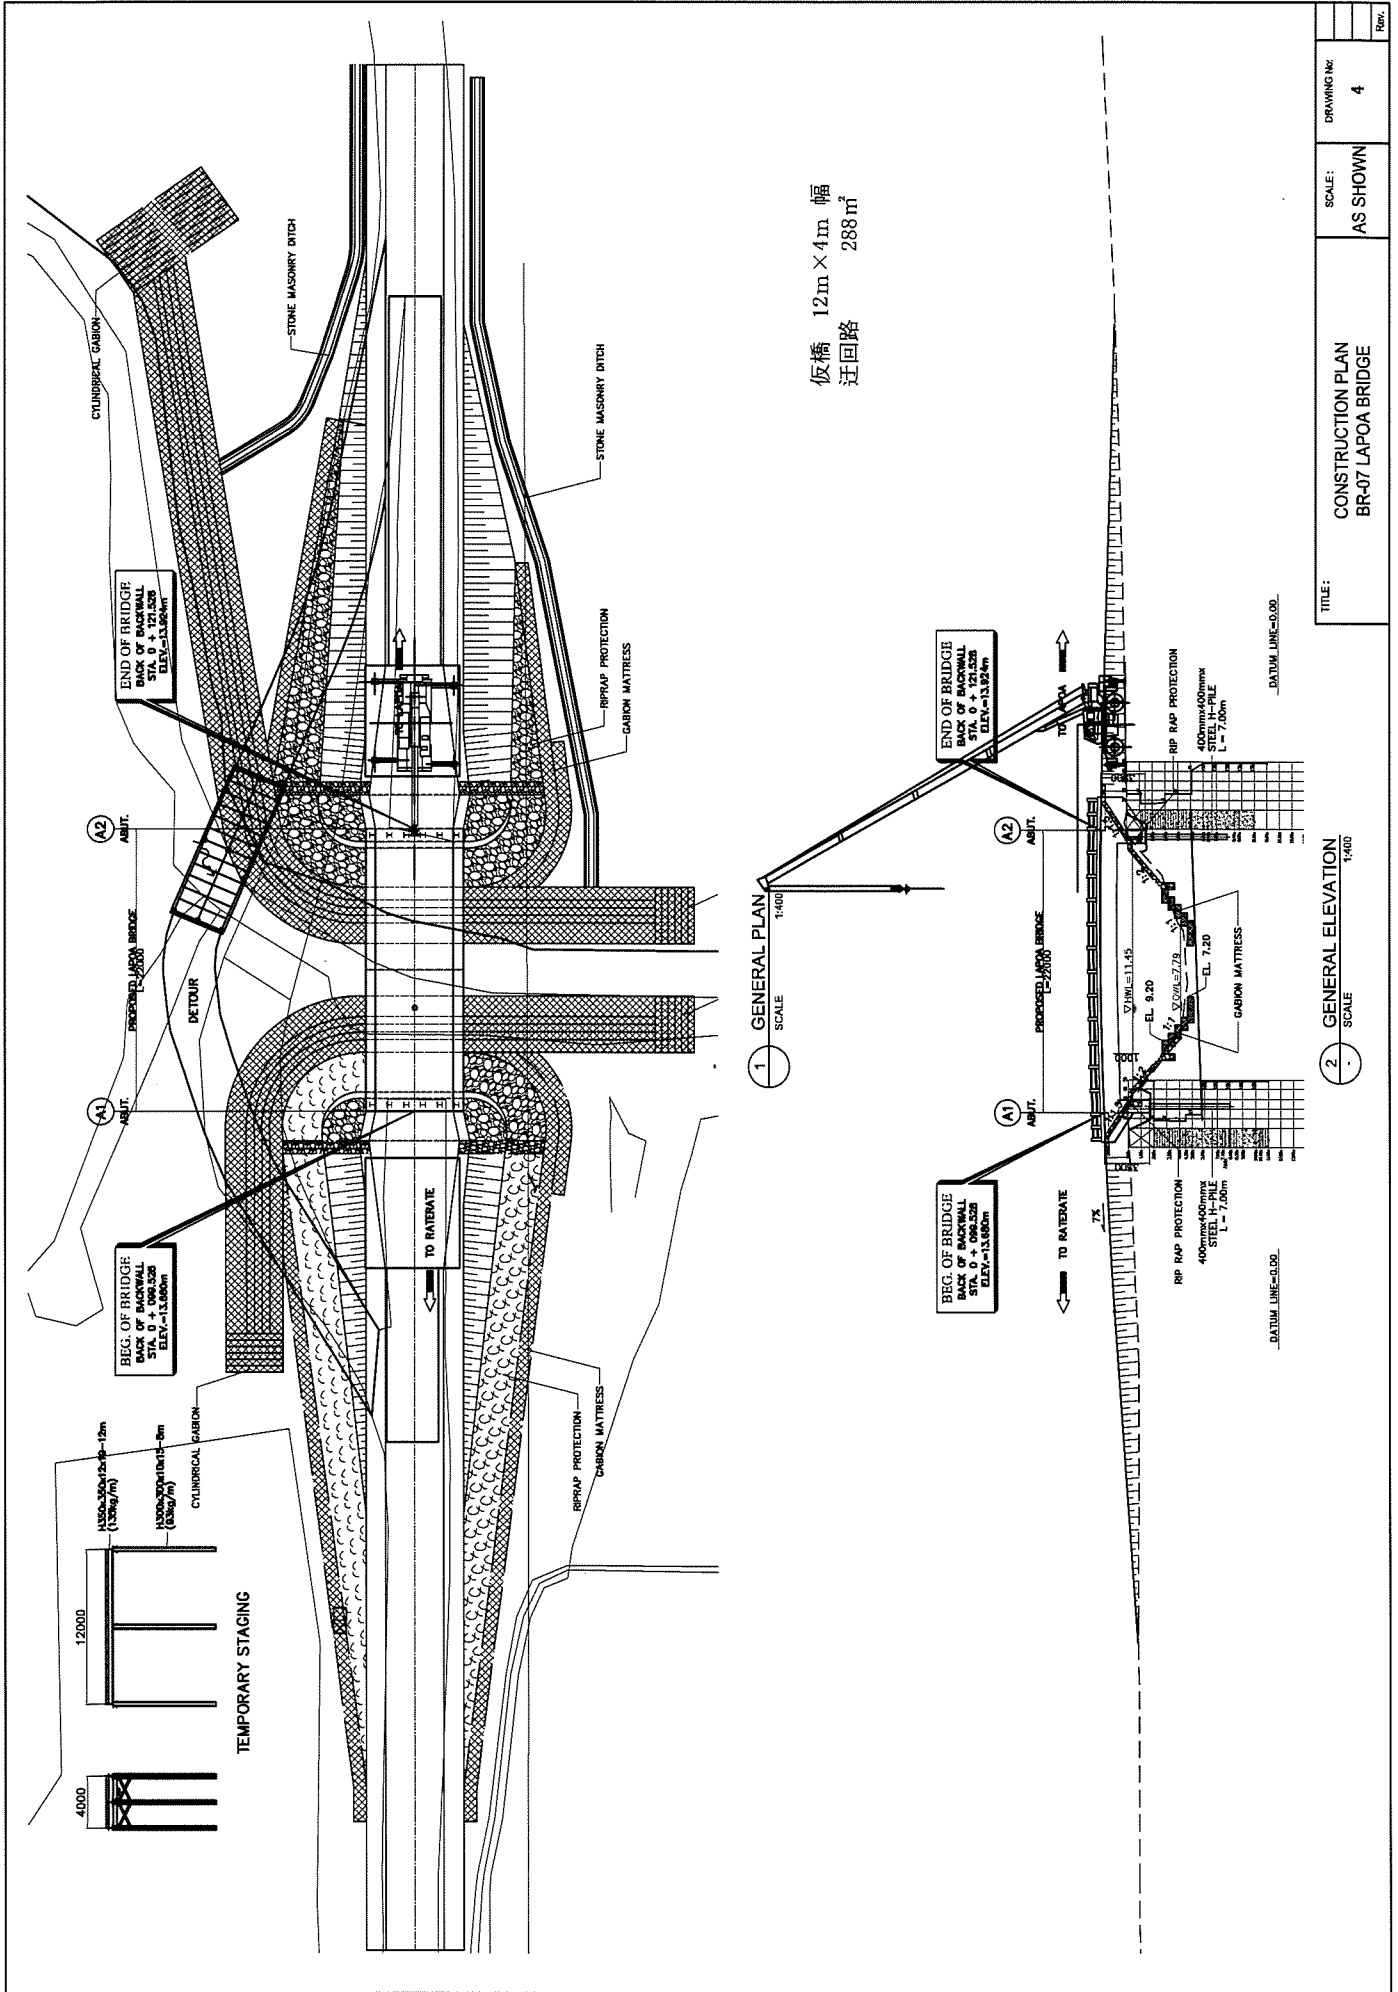 H350x350x12x19-12m
(135kg/m)
H300x300x10x15-8m
(93kg/m)
12000
4000
TEMPORARY STAGING
CYLINDRICAL GABION
BEG. OF BRIDGE
BACK OF BACKWALL
STA. 0 + 099.528
ELEV.=13.680m
END OF BRIDGE
BACK OF BACKWALL
STA. 0 + 121.528
ELEV.=13.924m
A1
ABUT.
PROPOSED LAPOA BRIDGE
L=22000
A2
ABUT.
DETOUR
CYLINDRICAL GABION
STONE MASONRY DITCH
TO RATERATE
RIPRAP PROTECTION
GABION MATTRESS
RIPRAP PROTECTION
GABION MATTRESS
STONE MASONRY DITCH
1
GENERAL PLAN
SCALE
1:400
仮橋 12m×4m 幅
迂回路 288㎡
BEG. OF BRIDGE
BACK OF BACKWALL
STA. 0 + 099.528
ELEV.=13.680m
END OF BRIDGE
BACK OF BACKWALL
STA. 0 + 121.528
ELEV.=13.924m
A1
ABUT.
PROPOSED LAPOA BRIDGE
L=22000
A2
ABUT.
TO RATERATE
7%
HWL=11.45
EL 9.20
OWL=7.79
EL. 7.20
1000
GABION MATTRESS
RIP RAP PROTECTION
400mmx400mmx
STEEL H-PILE
L = 7.00m
RIP RAP PROTECTION
400mmx400mmx
STEEL H-PILE
L = 7.00m
DATUM LINE=0.00
DATUM LINE=0.00
2
-
GENERAL ELEVATION
SCALE
1:400
TITLE :
CONSTRUCTION PLAN
BR-07 LAPOA BRIDGE
SCALE :
AS SHOWN
DRAWING No:
4
Rev.